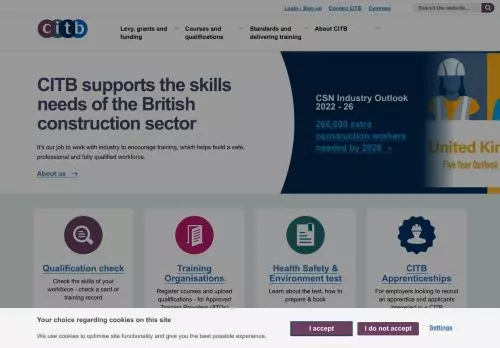 Login / Sign up Contact CITB Cymraeg Search the website...
citb
Levy, grants and
funding
Courses and
qualifications
Standards and
delivering training
About CITB
CITB supports the skills
needs of the British
construction sector
It's our job to work with industry to encourage training, which helps build a safe,
professional and fully qualified workforce.
About us →
CSN Industry Outlook
2022 - 26
266,000 extra
construction workers
needed by 2026 →
United Kin
Five Year Outlook
Qualification check
Check the skills of your
workforce - check a card or
training record
Training
Organisations
Register courses and
upload qualifications - for
Approved
Training Providers (ATOs)
Health Safety &
Environment test
Learn about the test, how to
prepare & book
CITB
Apprenticeships
For employers looking to recruit
an apprentice and applicants
interested in a CITB
Your choice regarding cookies on this site
We use cookies to optimise site functionality and give you the best possible experience.
I accept
I do not accept
Settings